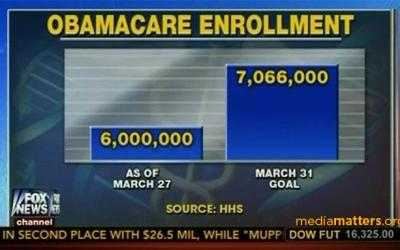 OBAMACARE ENROLLMENT
7,066,000
6,000,000
AS OF
MARCH 27
MARCH 31
GOAL
SOURCE: HHS
FOX
NEWS
channel
mediamatters.org
IN SECOND PLACE WITH $26.5 MIL, WHILE "MUPP
DOW FUT 16,325.00